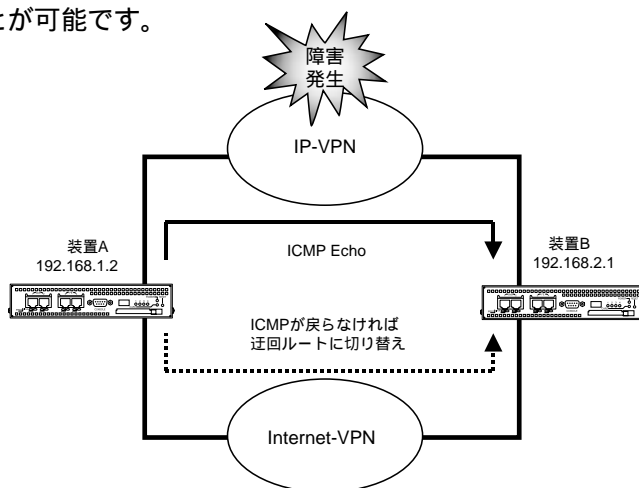 とが可能です。
障害
発生
IP-VPN
装置A
192.168.1.2
ICMP Echo
装置B
192.168.2.1
ICMPが戻らなければ
迂回ルートに切り替え
Internet-VPN